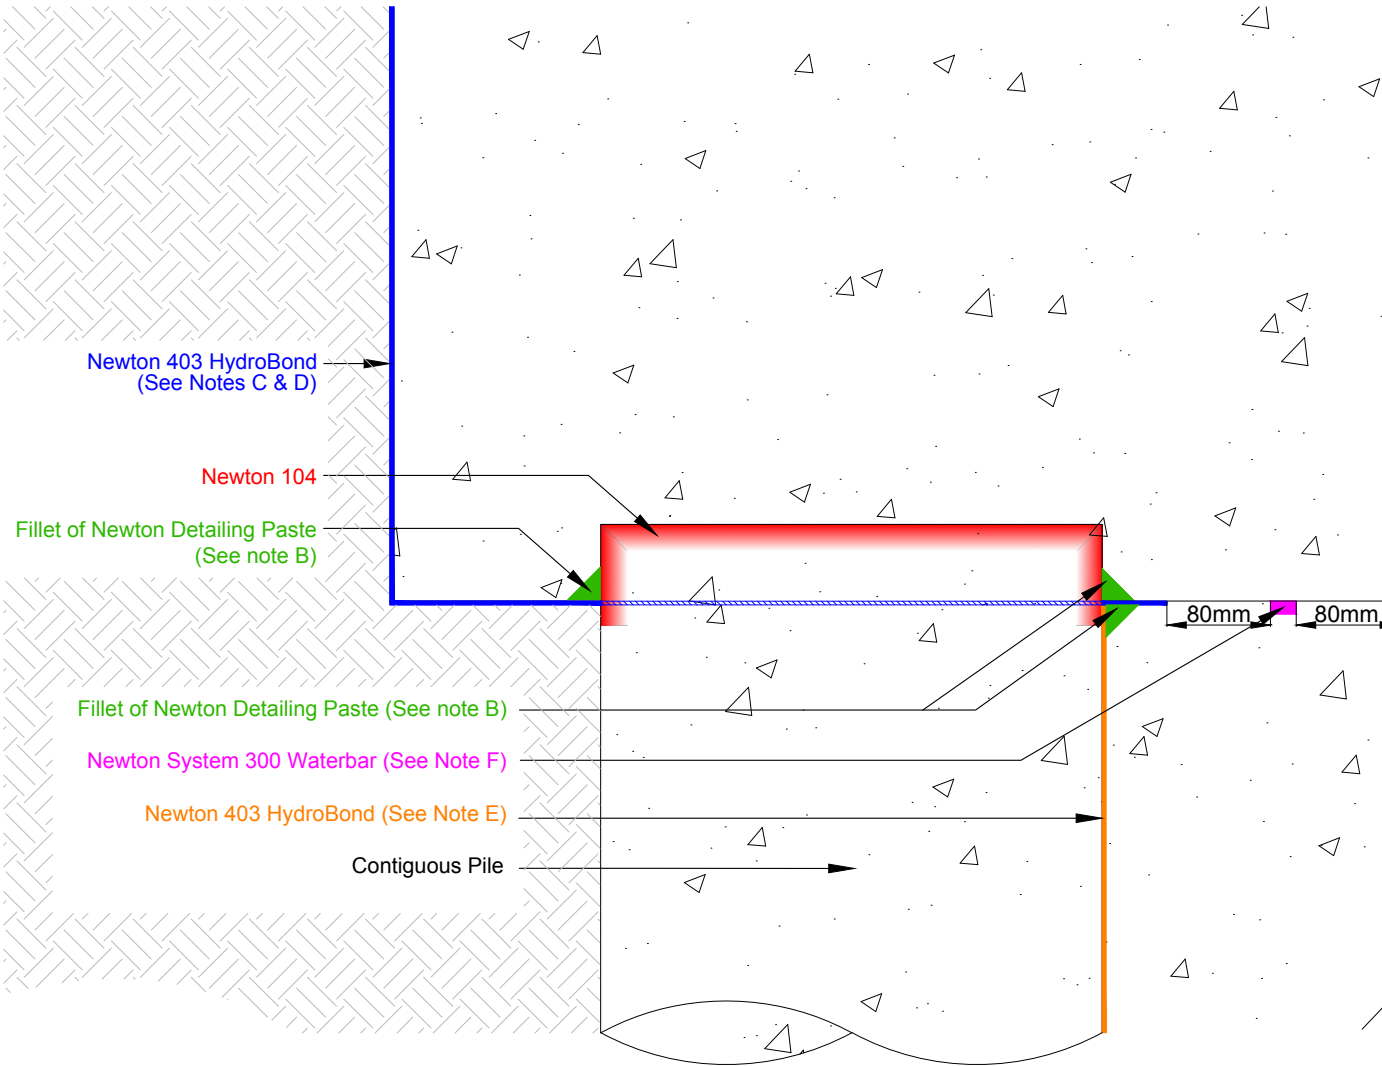 Newton 403 HydroBond
(See Notes C & D)
Newton 104
Fillet of Newton Detailing Paste
(See note B)
80mm
80mm
Fillet of Newton Detailing Paste (See note B)
Newton System 300 Waterbar (See Note F)
Newton 403 HydroBond (See Note E)
Contiguous Pile